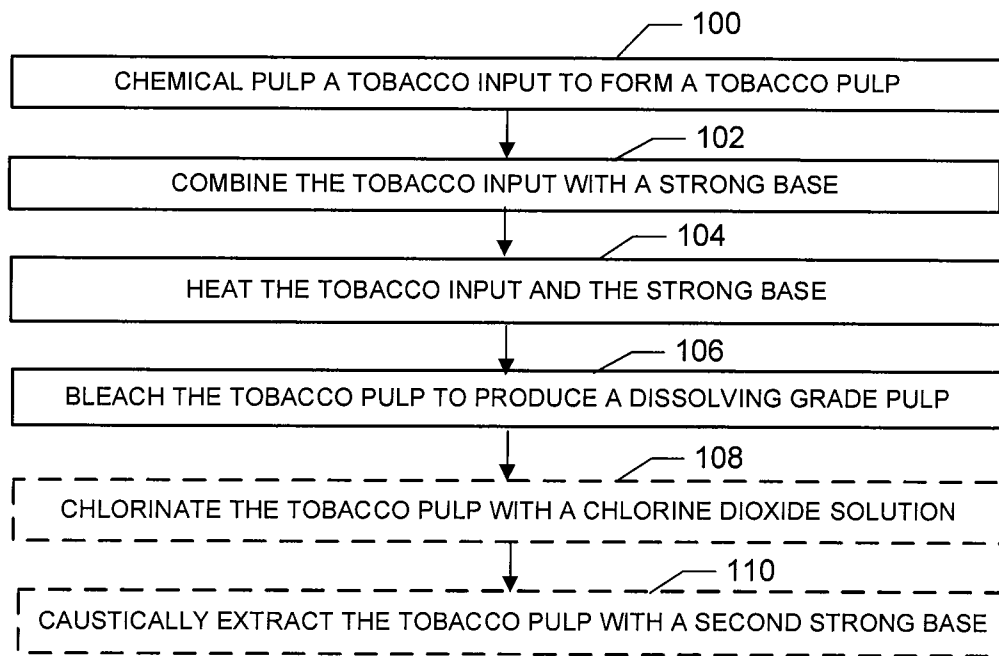 100
CHEMICAL PULP A TOBACCO INPUT TO FORM A TOBACCO PULP
102
COMBINE THE TOBACCO INPUT WITH A STRONG BASE
104
HEAT THE TOBACCO INPUT AND THE STRONG BASE
106
BLEACH THE TOBACCO PULP TO PRODUCE A DISSOLVING GRADE PULP
108
CHLORINATE THE TOBACCO PULP WITH A CHLORINE DIOXIDE SOLUTION
110
CAUSTICALLY EXTRACT THE TOBACCO PULP WITH A SECOND STRONG BASE